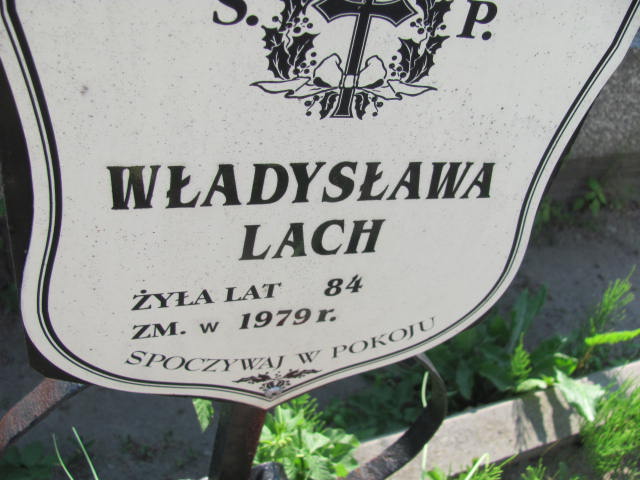 Ś. P.
WŁADYSŁAWA
LACH
ŻYŁA LAT 84
ZM. w 1979 r.
SPOCZYWAJ W POKOJU